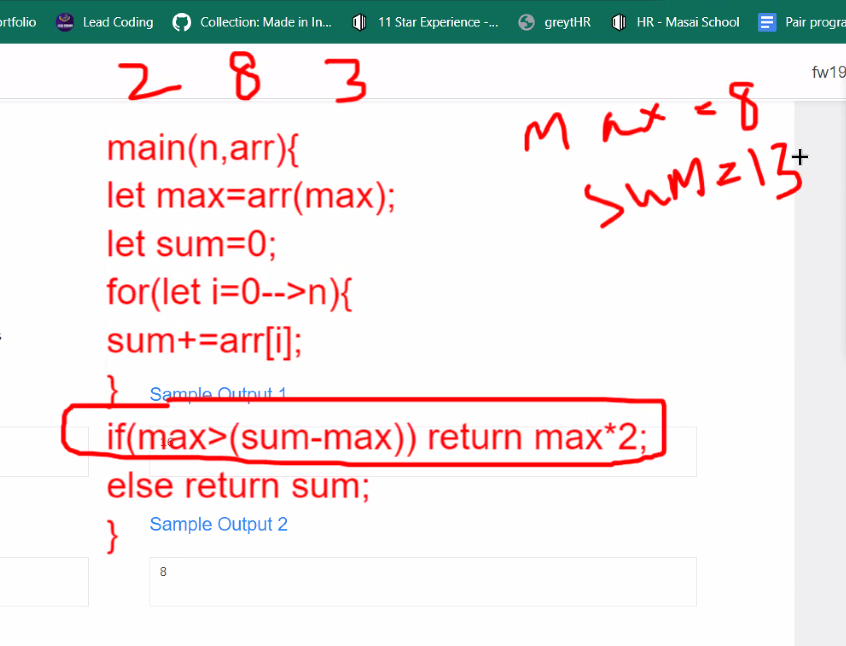 ortfolio Lead Coding Collection: Made in In... 11 Star Experience -... greytHR HR - Masai School Pair progra
fw19
2 8 3
max = 8
sum = 13
main(n,arr){
let max=arr(max);
let sum=0;
for(let i=0-->n){
sum+=arr[i];
}
Sample Output 1
16
if(max>(sum-max)) return max*2;
else return sum;
}
Sample Output 2
8